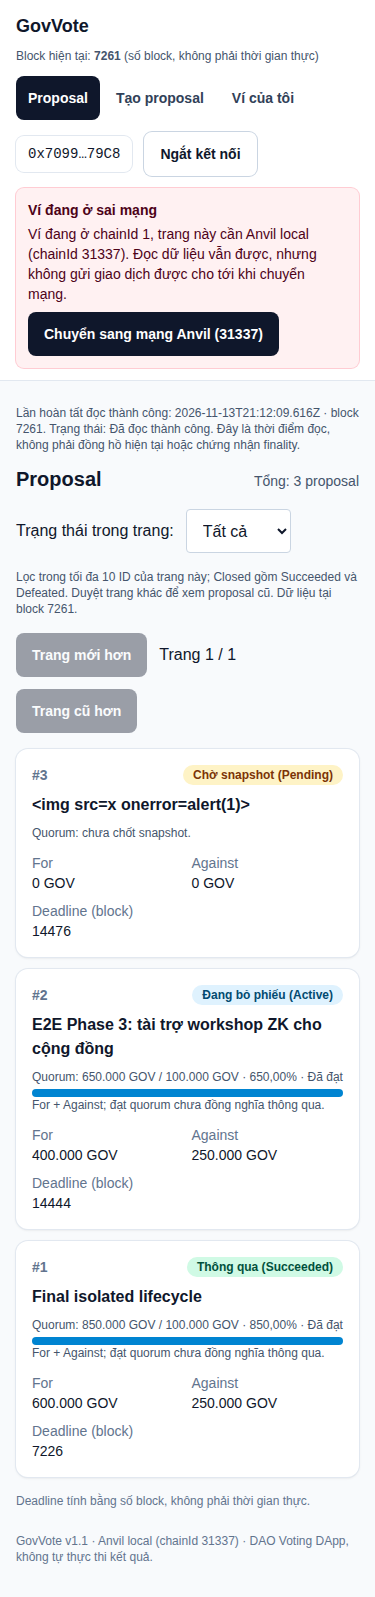 GovVote
Block hiện tại: 7261 (số block, không phải thời gian thực)
Proposal
Tạo proposal
Ví của tôi
0x7099…79C8
Ngắt kết nối
Ví đang ở sai mạng
Ví đang ở chainId 1, trang này cần Anvil local
(chainId 31337). Đọc dữ liệu vẫn được, nhưng
không gửi giao dịch được cho tới khi chuyển
mạng.
Chuyển sang mạng Anvil (31337)
Lần hoàn tất đọc thành công: 2026-11-13T21:12:09.616Z · block
7261. Trạng thái: Đã đọc thành công. Đây là thời điểm đọc,
không phải đồng hồ hiện tại hoặc chứng nhận finality.
Proposal
Tổng: 3 proposal
Trạng thái trong trang:
Tất cả
Lọc trong tối đa 10 ID của trang này; Closed gồm Succeeded và
Defeated. Duyệt trang khác để xem proposal cũ. Dữ liệu tại
block 7261.
Trang mới hơn
Trang 1 / 1
Trang cũ hơn
#3
Chờ snapshot (Pending)
<img src=x onerror=alert(1)>
Quorum: chưa chốt snapshot.
For
Against
0 GOV
0 GOV
Deadline (block)
14476
#2
Đang bỏ phiếu (Active)
E2E Phase 3: tài trợ workshop ZK cho
cộng đồng
Quorum: 650.000 GOV / 100.000 GOV · 650,00% · Đã đạt
For + Against; đạt quorum chưa đồng nghĩa thông qua.
For
Against
400.000 GOV
250.000 GOV
Deadline (block)
14444
#1
Thông qua (Succeeded)
Final isolated lifecycle
Quorum: 850.000 GOV / 100.000 GOV · 850,00% · Đã đạt
For + Against; đạt quorum chưa đồng nghĩa thông qua.
For
Against
600.000 GOV
250.000 GOV
Deadline (block)
7226
Deadline tính bằng số block, không phải thời gian thực.
GovVote v1.1 · Anvil local (chainId 31337) · DAO Voting DApp,
không tự thực thi kết quả.